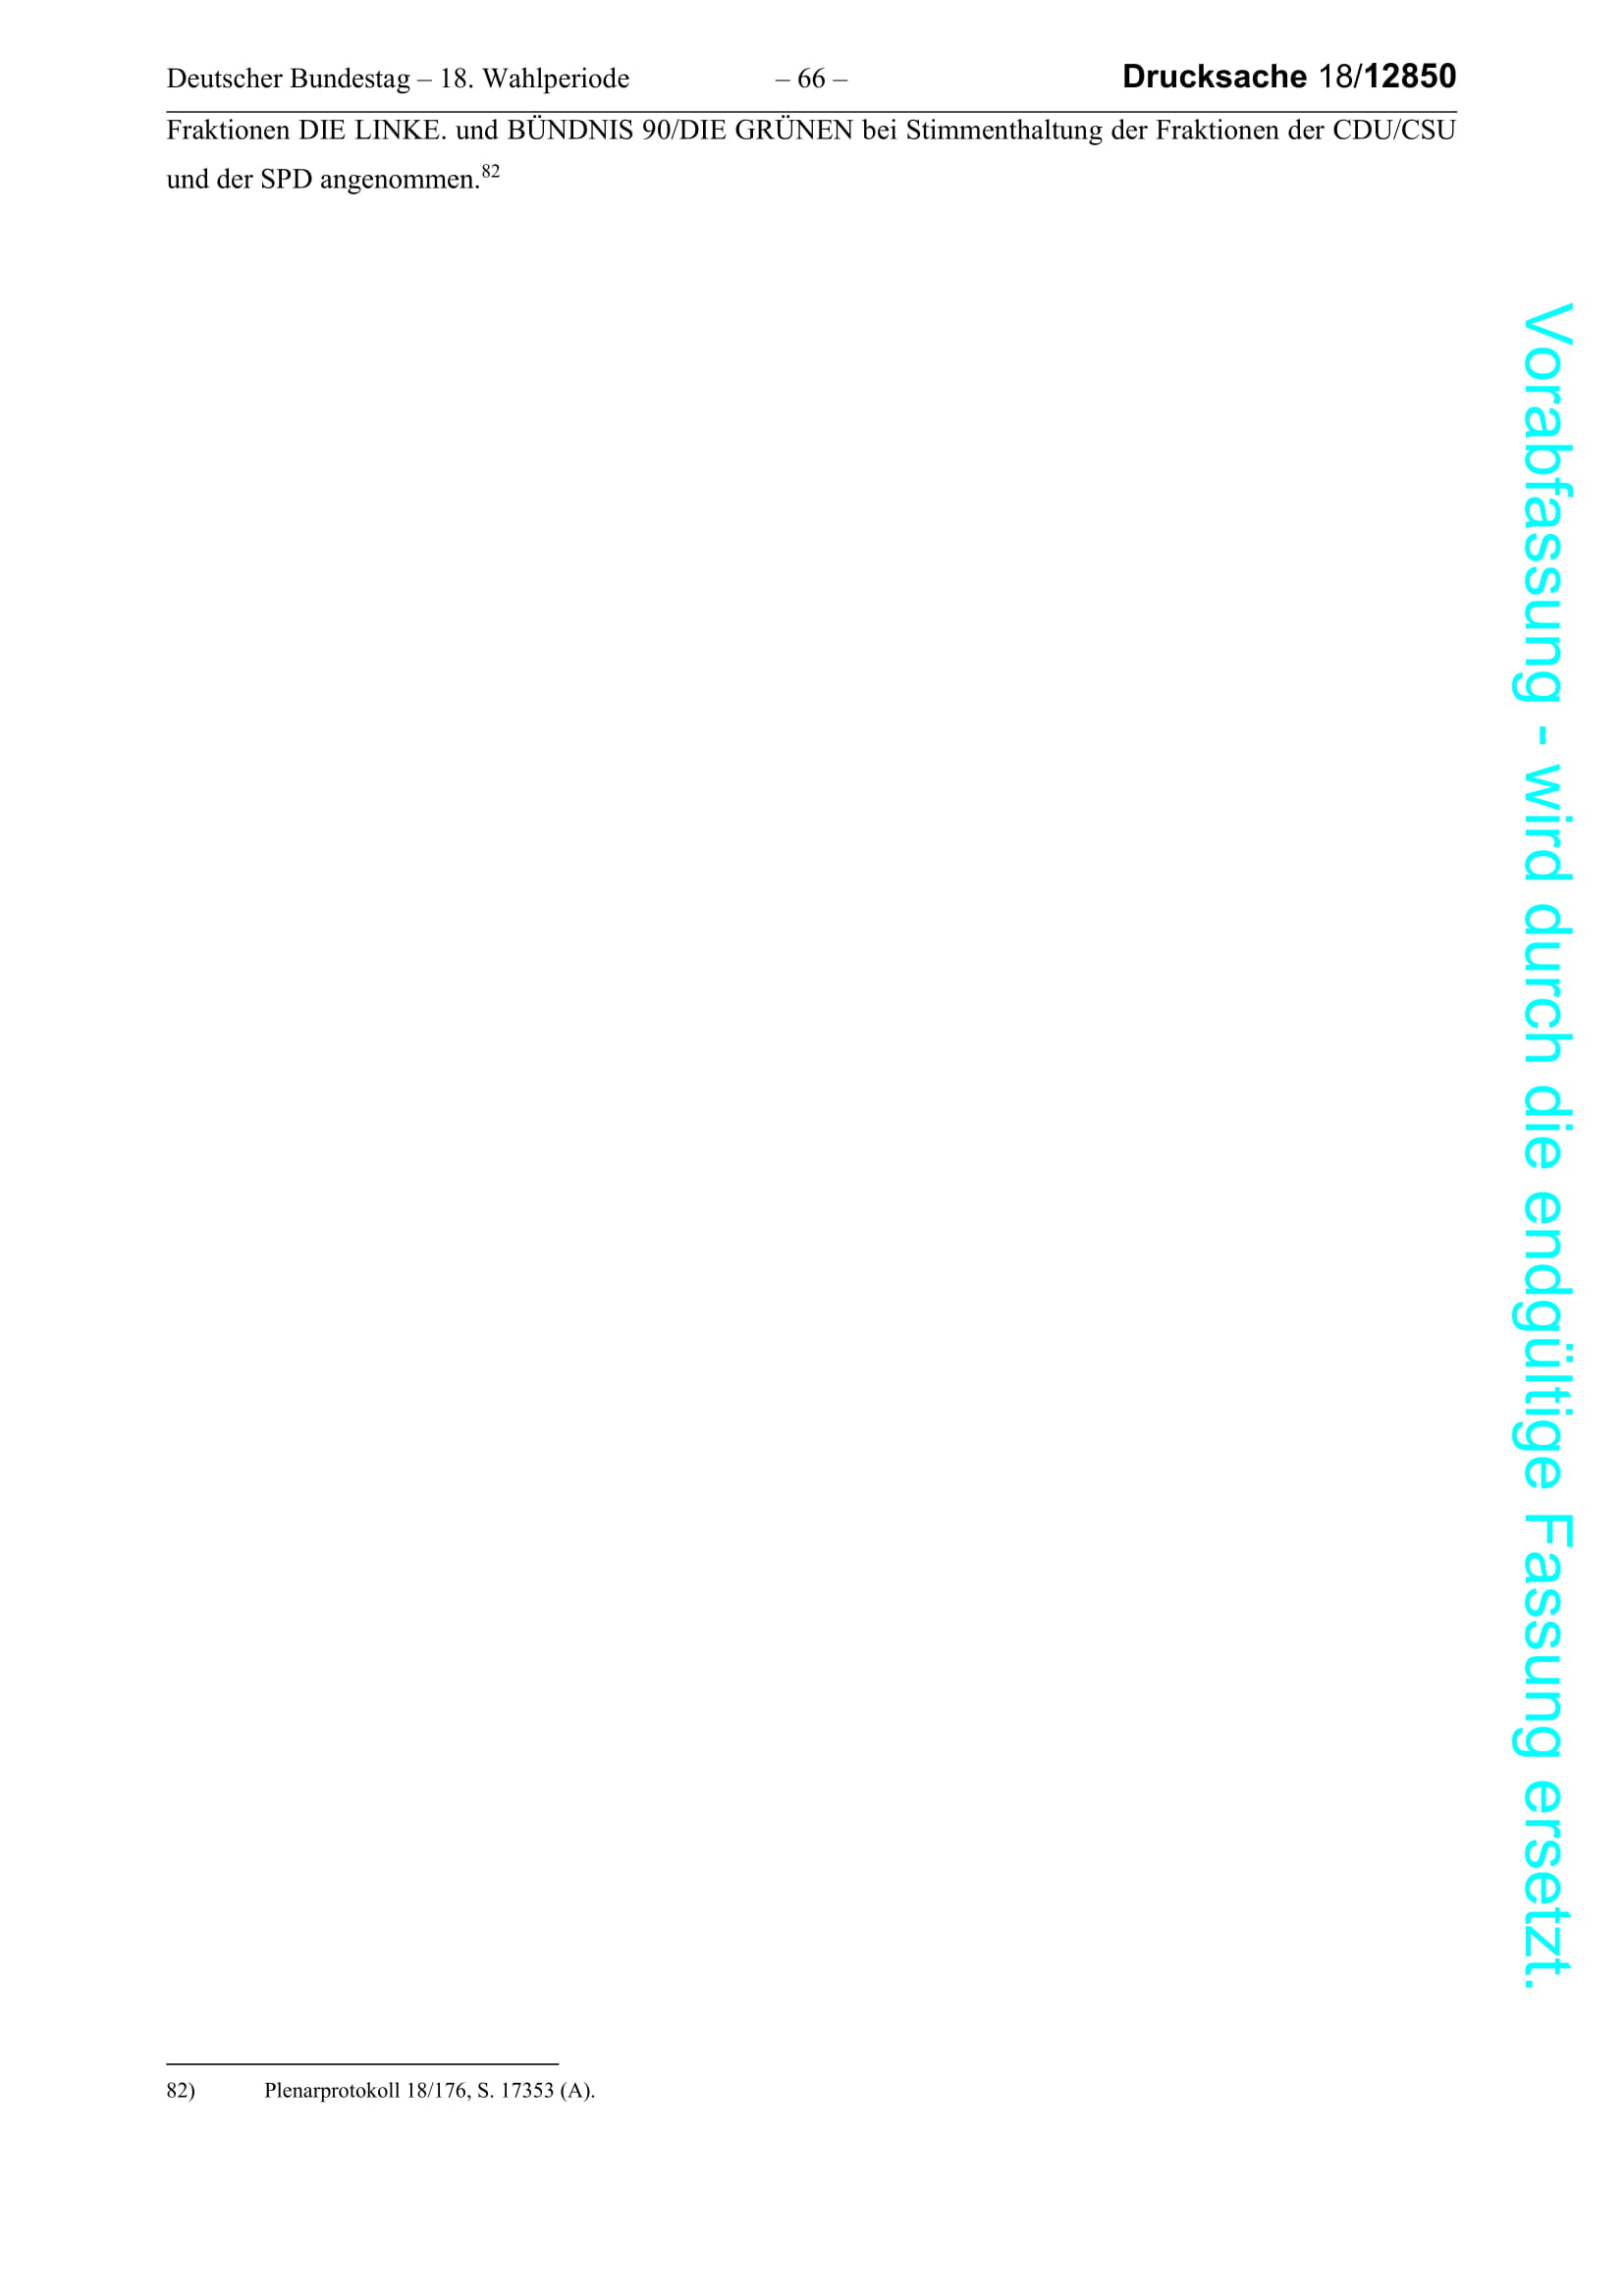 Deutscher Bundestag – 18. Wahlperiode – 66 – Drucksache 18/12850
Fraktionen DIE LINKE. und BÜNDNIS 90/DIE GRÜNEN bei Stimmenthaltung der Fraktionen der CDU/CSU
und der SPD angenommen.82
Vorabfassung - wird durch die endgültige Fassung ersetzt.
82) Plenarprotokoll 18/176, S. 17353 (A).